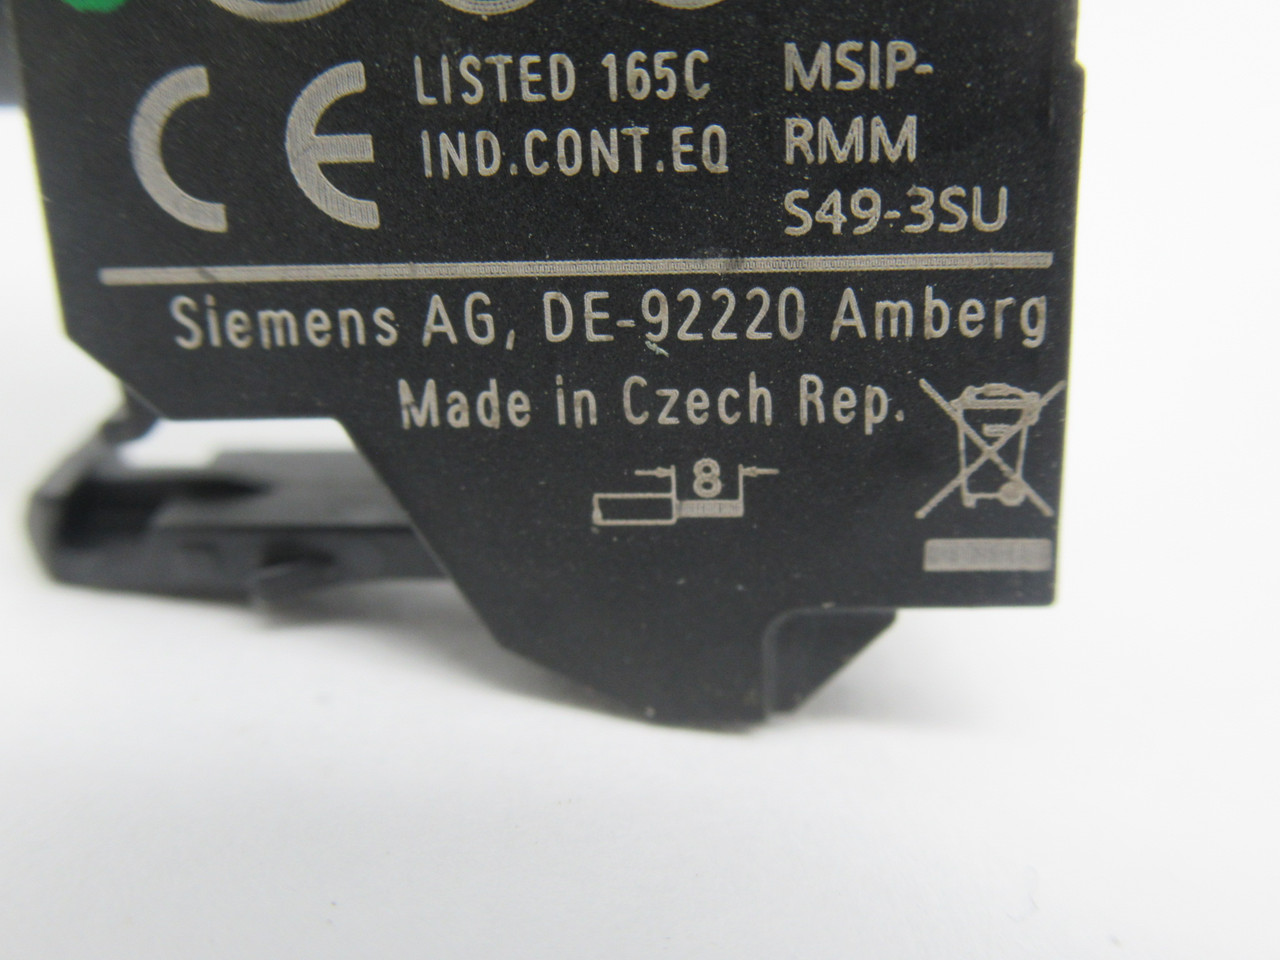 CE
LISTED 165C
IND.CONT.EQ
MSIP-
RMM
S49-3SU
Siemens AG, DE-92220 Amberg
Made in Czech Rep.
8